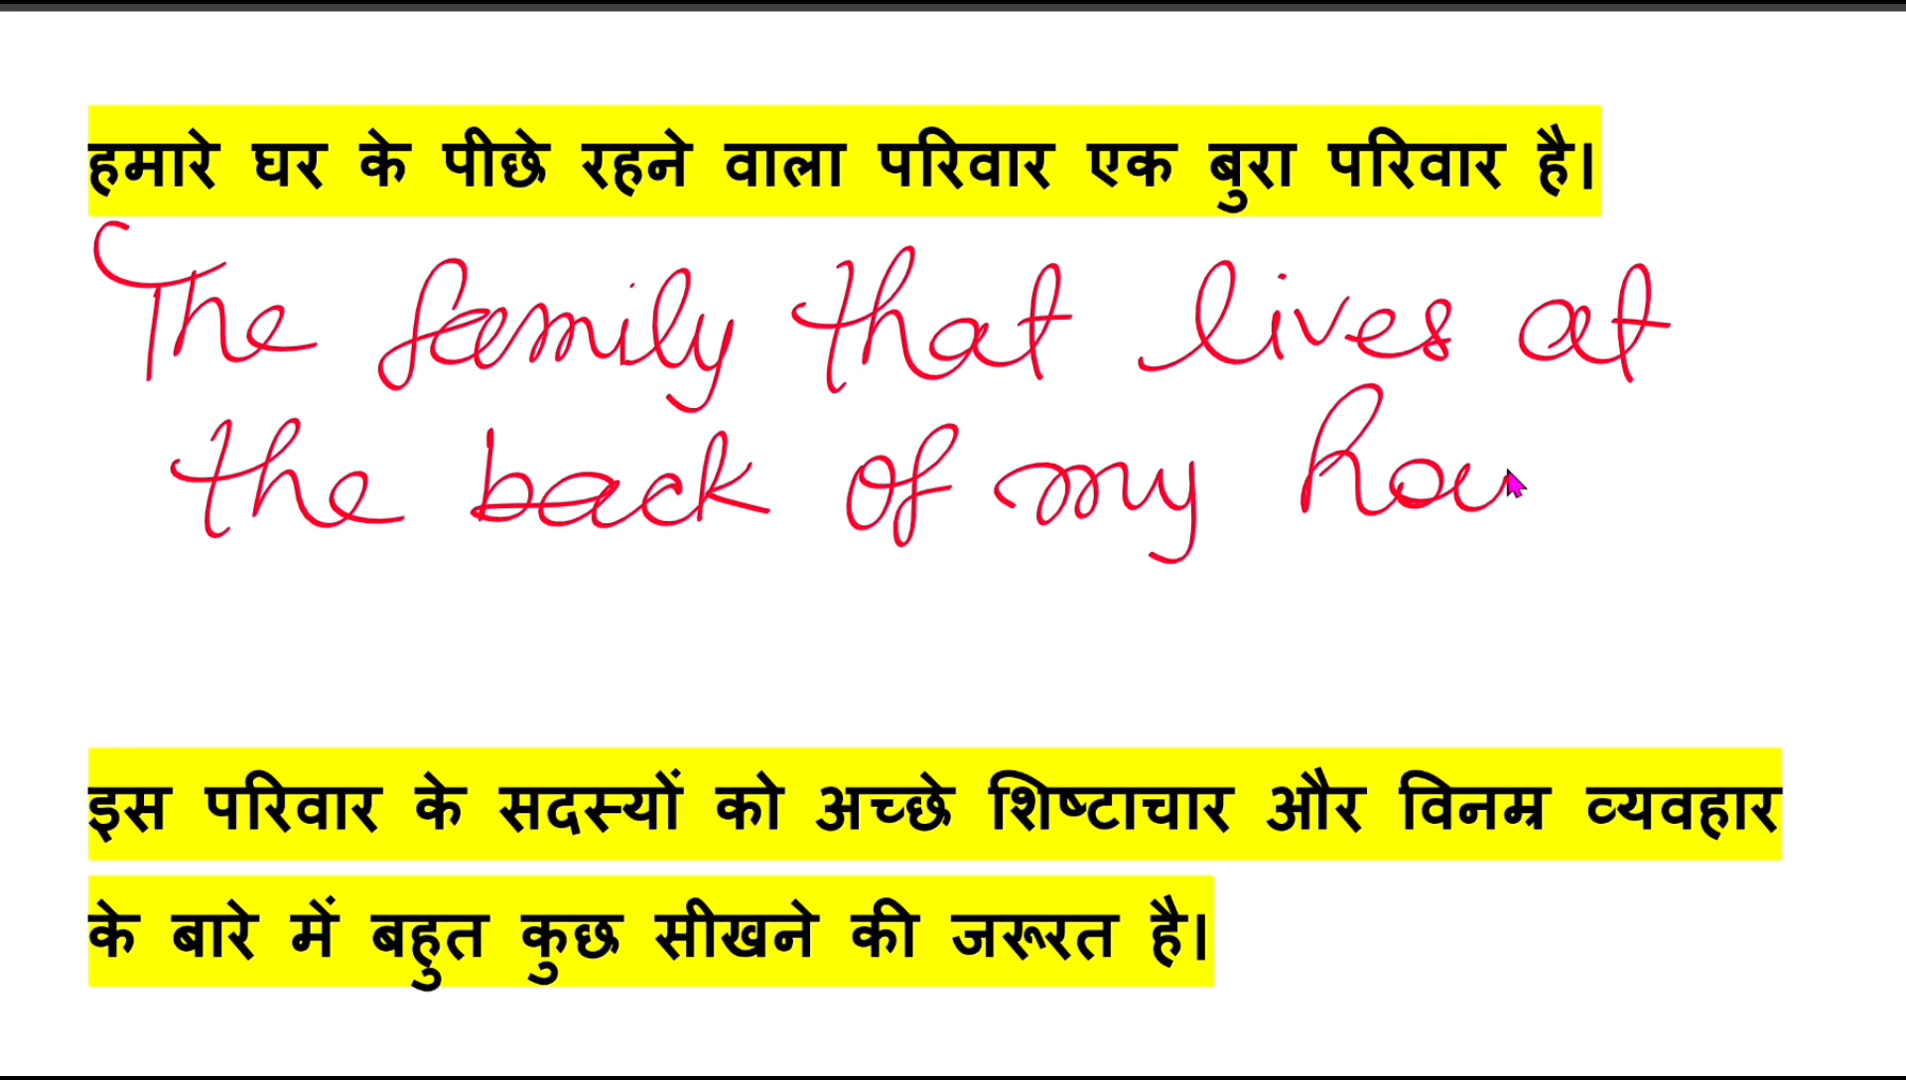 हमारे घर के पीछे रहने वाला परिवार एक बुरा परिवार है।
The family that lives at
the back of my hou
इस परिवार के सदस्यों को अच्छे शिष्टाचार और विनम्र व्यवहार
के बारे में बहुत कुछ सीखने की जरूरत है।